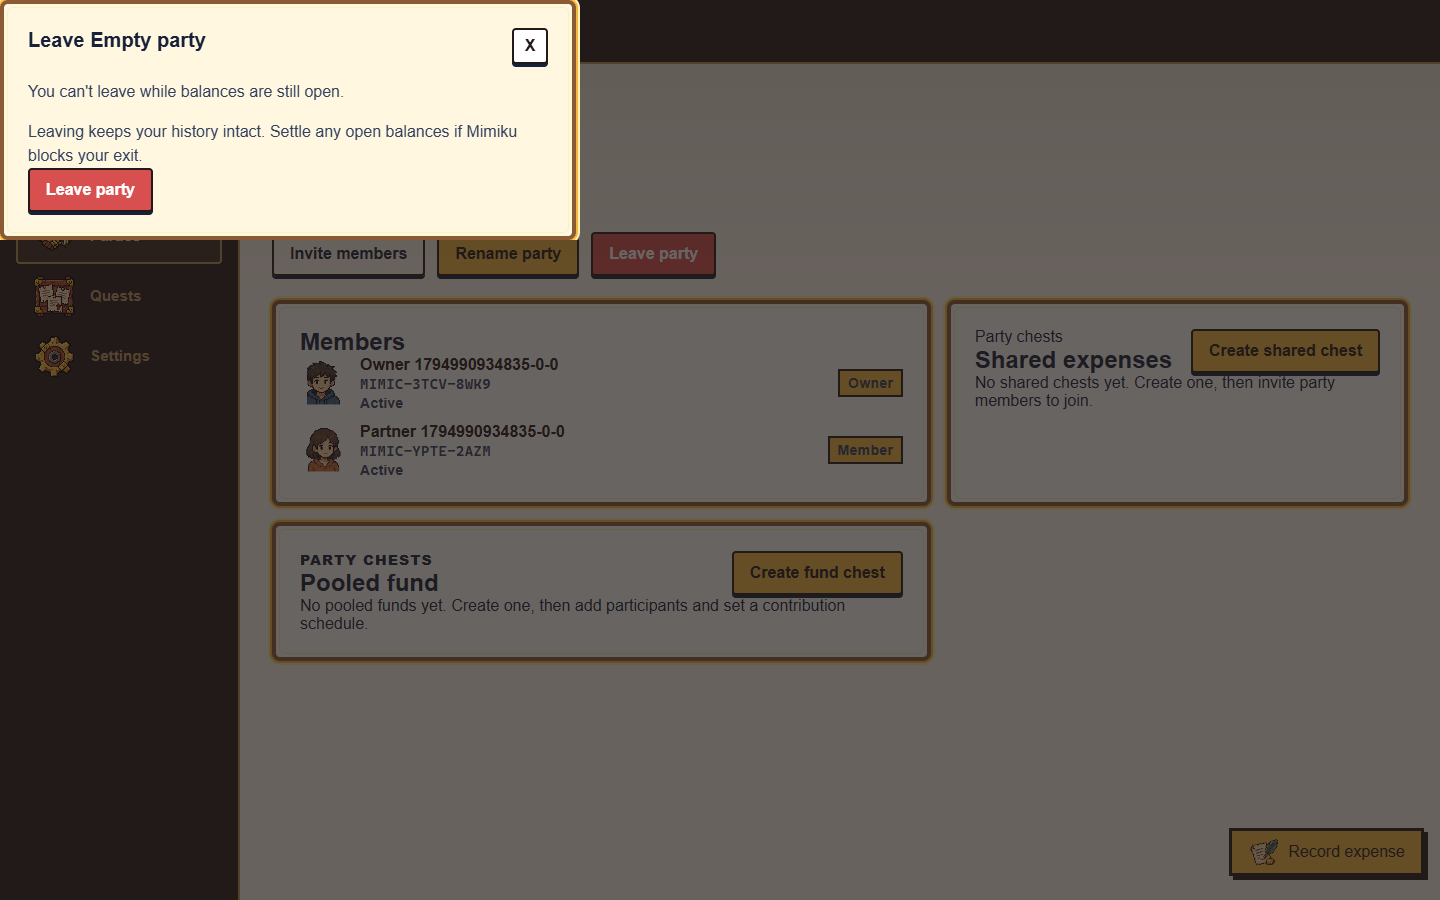 Leave Empty party
X
You can't leave while balances are still open.
Leaving keeps your history intact. Settle any open balances if Mimiku
blocks your exit.
Leave party
Quests
Settings
Invite members
Rename party
Leave party
Members
Owner 1794990934835-0-0
MIMIC-3TCV-8WK9
Active
Owner
Partner 1794990934835-0-0
MIMIC-YPTE-2AZM
Active
Member
Party chests
Shared expenses
Create shared chest
No shared chests yet. Create one, then invite party
members to join.
PARTY CHESTS
Pooled fund
Create fund chest
No pooled funds yet. Create one, then add participants and set a contribution
schedule.
Record expense